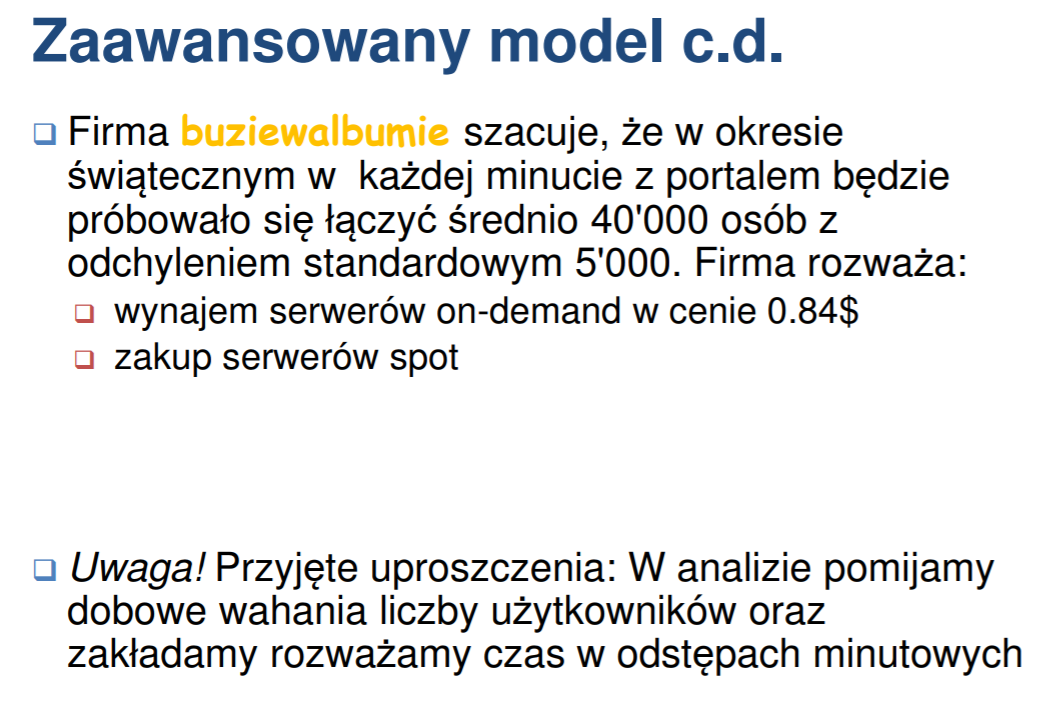 Zaawansowany model c.d.
Firma buziewalbumie szacuje, że w okresie
świątecznym w każdej minucie z portalem będzie
próbowało się łączyć średnio 40'000 osób z
odchyleniem standardowym 5'000. Firma rozważa:
wynajem serwerów on-demand w cenie 0.84$
zakup serwerów spot
Uwaga! Przyjęte uproszczenia: W analizie pomijamy
dobowe wahania liczby użytkowników oraz
zakładamy rozważamy czas w odstępach minutowych